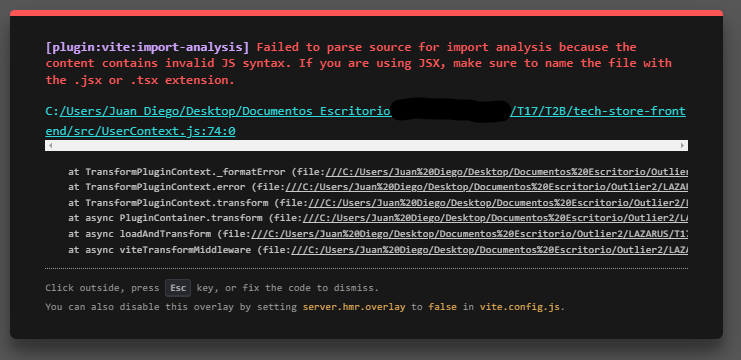 [plugin:vite:import-analysis] Failed to parse source for import analysis because the
content contains invalid JS syntax. If you are using JSX, make sure to name the file with
the .jsx or .tsx extension.
C:/Users/Juan Diego/Desktop/Documentos Escritorio /T17/T2B/tech-store-front
end/src/UserContext.js:74:0
at TransformPluginContext._formatError (file:///C:/Users/Juan%20Diego/Desktop/Documentos%20Escritorio/Outlier
at TransformPluginContext.error (file:///C:/Users/Juan%20Diego/Desktop/Documentos%20Escritorio/Outlier2/LAZAR
at TransformPluginContext.transform (file:///C:/Users/Juan%20Diego/Desktop/Documentos%20Escritorio/Outlier2/L
at async PluginContainer.transform (file:///C:/Users/Juan%20Diego/Desktop/Documentos%20Escritorio/Outlier2/LA
at async loadAndTransform (file:///C:/Users/Juan%20Diego/Desktop/Documentos%20Escritorio/Outlier2/LAZARUS/T17
at async viteTransformMiddleware (file:///C:/Users/Juan%20Diego/Desktop/Documentos%20Escritorio/Outlier2/LAZA
Click outside, press Esc key, or fix the code to dismiss.
You can also disable this overlay by setting server.hmr.overlay to false in vite.config.js.